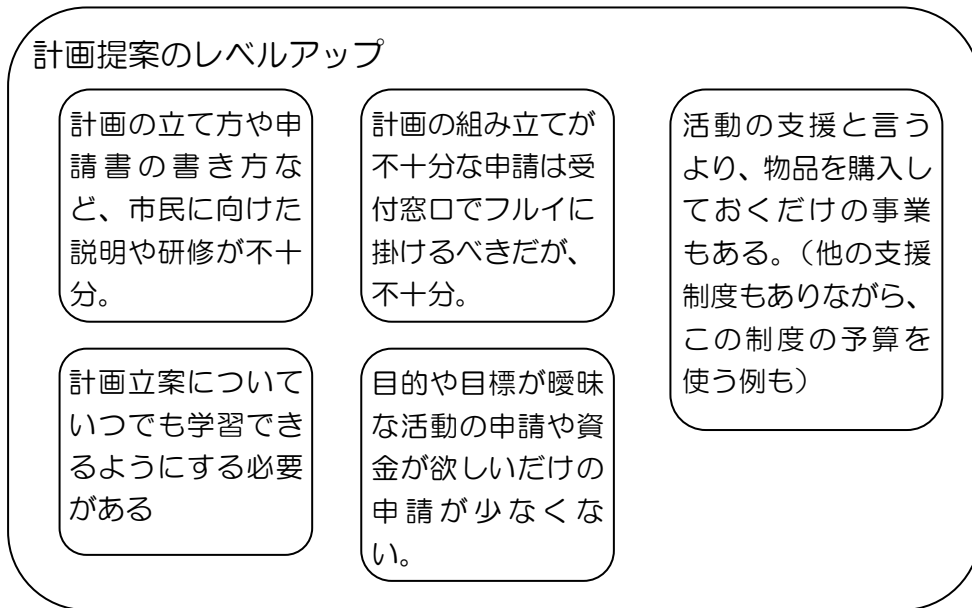 計画提案のレベルアップ
計画の立て方や申
請書の書き方な
ど、市民に向けた
説明や研修が不十
分。
計画の組み立てが
不十分な申請は受
付窓口でフルイに
掛けるべきだが、
不十分。
活動の支援と言う
より、物品を購入し
ておくだけの事業
もある。（他の支援
制度もありながら、
この制度の予算を
使う例も）
計画立案について
いつでも学習でき
るようにする必要
がある
目的や目標が曖昧
な活動の申請や資
金が欲しいだけの
申請が少なくな
い。